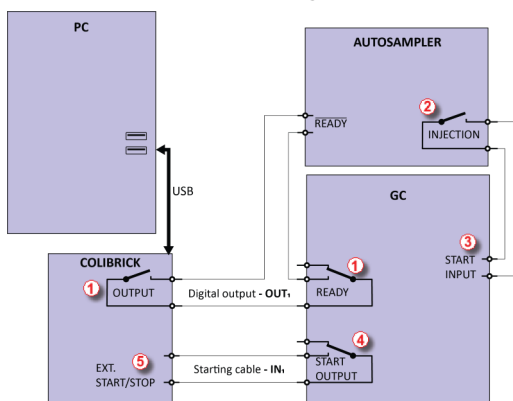 PC
AUTOSAMPLER
READY
2
INJECTION
USB
GC
3
START
INPUT
COLIBRICK
1
OUTPUT
Digital output - OUT₁
1
READY
4
START
OUTPUT
5
EXT.
START/STOP
Starting cable - IN₁